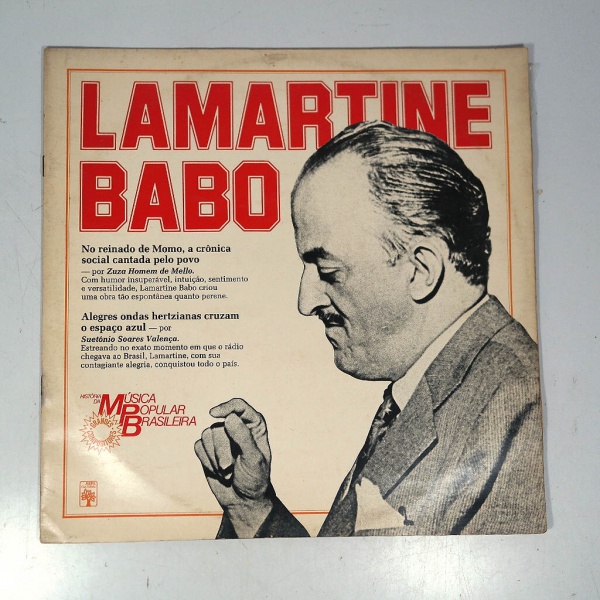 LAMARTINE
BABO
No reinado de Momo, a crônica
social cantada pelo povo
— por Zuza Homem de Mello.
Com humor insuperável, intuição, sentimento
e versatilidade, Lamartine Babo criou
uma obra tão espontânea quanto perene.
Alegres ondas hertzianas cruzam
o espaço azul — por
Suetônio Soares Valença.
Estreando no exato momento em que o rádio
chegava ao Brasil, Lamartine, com sua
contagiante alegria, conquistou todo o país.
HISTÓRIA
DA
MÚSICA
POPULAR
BRASILEIRA
GRANDES
COMPOSITORES